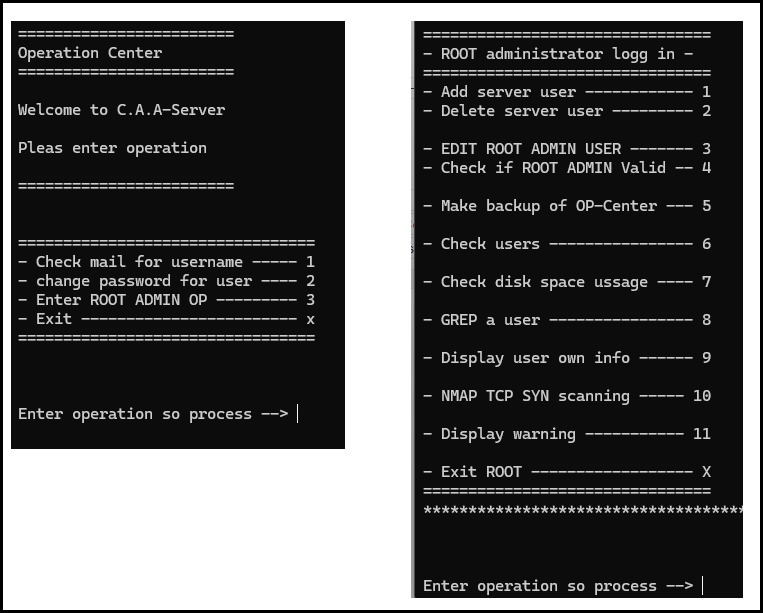 ========================
Operation Center
========================
Welcome to C.A.A-Server
Pleas enter operation
========================
=================================
- Check mail for username ----- 1
- change password for user ---- 2
- Enter ROOT ADMIN OP --------- 3
- Exit ------------------------ x
=================================
Enter operation so process -->
================================
- ROOT administrator logg in -
================================
- Add server user ------------ 1
- Delete server user --------- 2
- EDIT ROOT ADMIN USER ------- 3
- Check if ROOT ADMIN Valid -- 4
- Make backup of OP-Center --- 5
- Check users ---------------- 6
- Check disk space ussage ---- 7
- GREP a user ---------------- 8
- Display user own info ------ 9
- NMAP TCP SYN scanning ----- 10
- Display warning ----------- 11
- Exit ROOT ------------------ X
================================
************************************
Enter operation so process -->